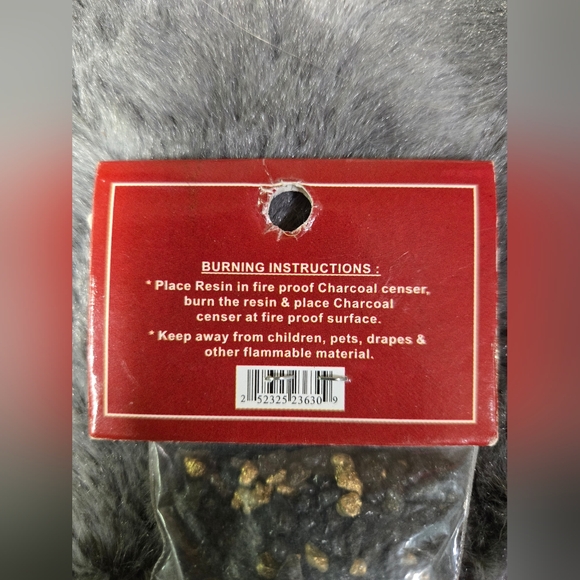 BURNING INSTRUCTIONS :
* Place Resin in fire proof Charcoal censer,
burn the resin & place Charcoal
censer at fire proof surface.
* Keep away from children, pets, drapes &
other flammable material.
2 52325 23630 9